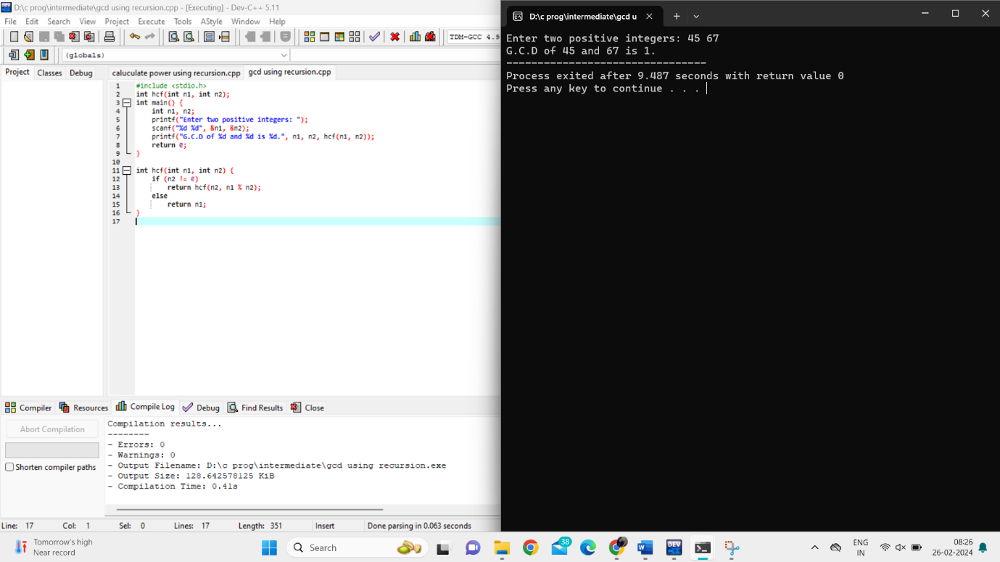 D:\c prog\intermediate\gcd using recursion.cpp - [Executing] - Dev-C++ 5.11
File Edit Search View Project Execute Tools AStyle Window Help
TDM-GCC 4.9
(globals)
Project Classes Debug
caluculate power using recursion.cpp gcd using recursion.cpp
1 #include <stdio.h>
2 int hcf(int n1, int n2);
3 int main() {
4 int n1, n2;
5 printf("Enter two positive integers: ");
6 scanf("%d %d", &n1, &n2);
7 printf("G.C.D of %d and %d is %d.", n1, n2, hcf(n1, n2));
8 return 0;
9 }
10
11 int hcf(int n1, int n2) {
12 if (n2 != 0)
13 return hcf(n2, n1 % n2);
14 else
15 return n1;
16 }
17
Compiler Resources Compile Log Debug Find Results Close
Abort Compilation
Shorten compiler paths
Compilation results...
--------
- Errors: 0
- Warnings: 0
- Output Filename: D:\c prog\intermediate\gcd using recursion.exe
- Output Size: 128.642578125 KiB
- Compilation Time: 0.41s
Line: 17 Col: 1 Sel: 0 Lines: 17 Length: 351 Insert Done parsing in 0.063 seconds
D:\c prog\intermediate\gcd u
Enter two positive integers: 45 67
G.C.D of 45 and 67 is 1.
--------------------------------
Process exited after 9.487 seconds with return value 0
Press any key to continue . . .
Tomorrow's high
Near record
Search
38
DEV
ENG
IN
08:26
26-02-2024